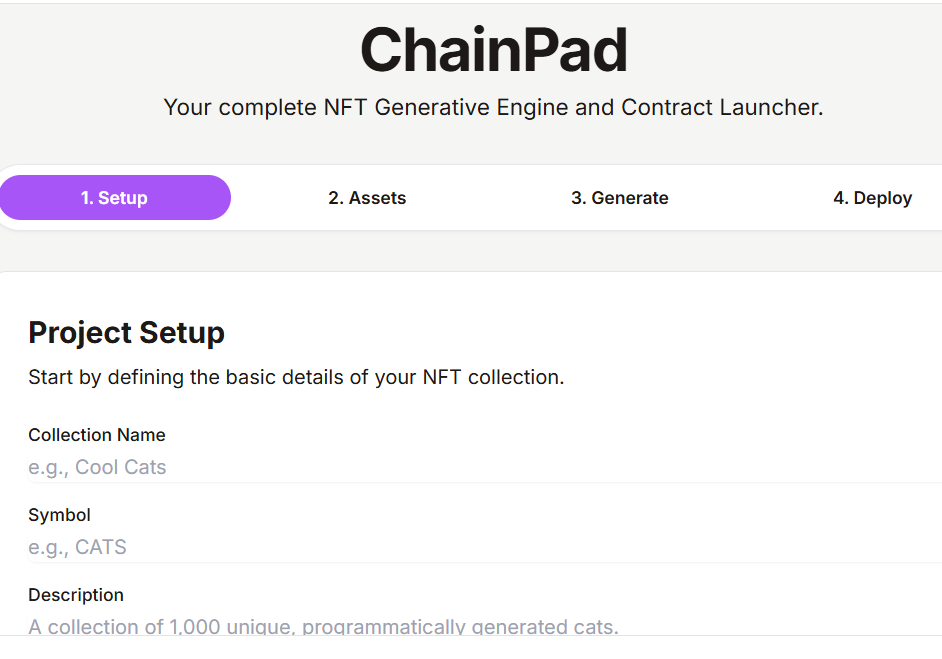 ChainPad
Your complete NFT Generative Engine and Contract Launcher.
1. Setup
2. Assets
3. Generate
4. Deploy
Project Setup
Start by defining the basic details of your NFT collection.
Collection Name
e.g., Cool Cats
Symbol
e.g., CATS
Description
A collection of 1,000 unique, programmatically generated cats.